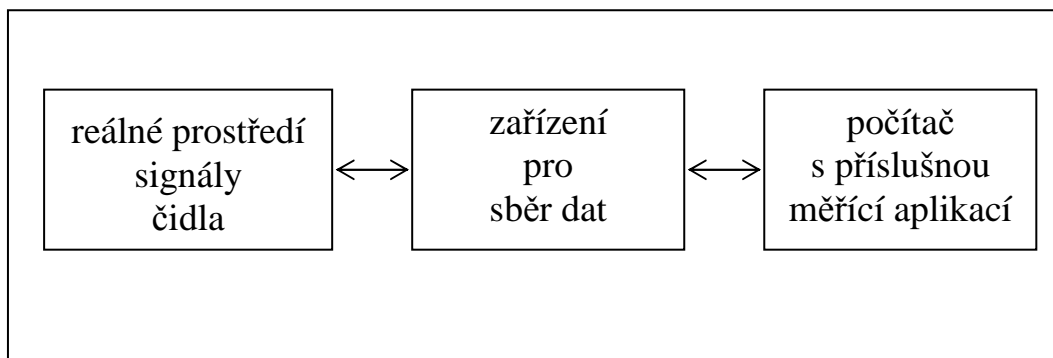 reálné prostředí
signály
čidla
zařízení
pro
sběr dat
počítač
s příslušnou
měřící aplikací